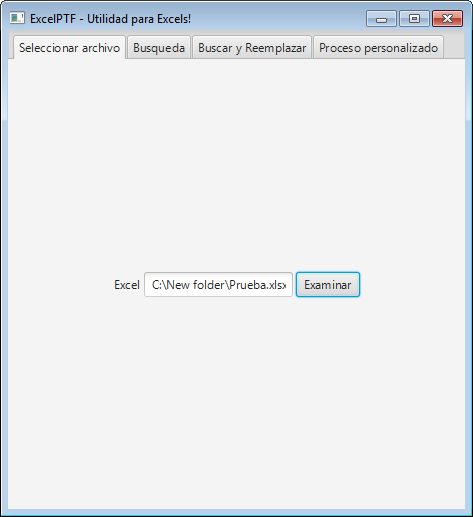 ExcelPTF - Utilidad para Excels!
Seleccionar archivo Busqueda Buscar y Reemplazar Proceso personalizado
Excel C:\New folder\Prueba.xlsx Examinar